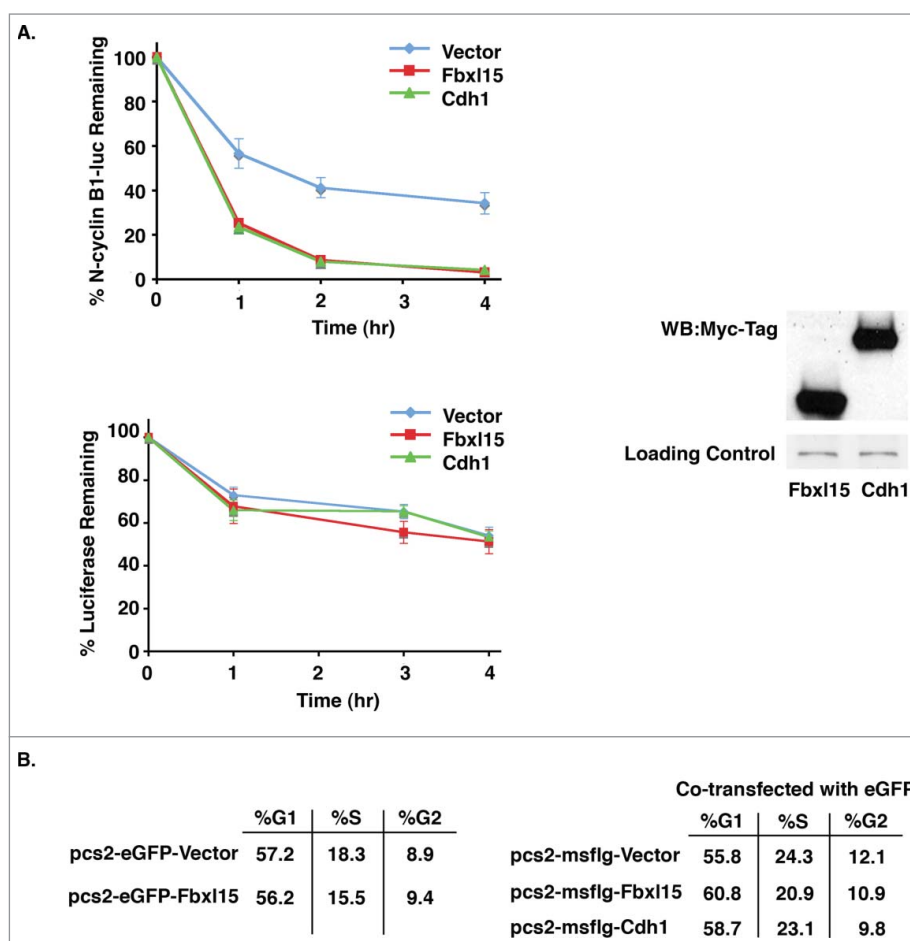 A.
% N-cyclin B1-luc Remaining
100
80
60
40
20
0
0 1 2 3 4
Time (hr)
Vector
Fbxl15
Cdh1
% Luciferase Remaining
100
80
60
40
20
0
0 1 2 3 4
Time (hr)
Vector
Fbxl15
Cdh1
WB:Myc-Tag
Loading Control
Fbxl15 Cdh1
B.
%G1 %S %G2
pcs2-eGFP-Vector 57.2 18.3 8.9
pcs2-eGFP-Fbxl15 56.2 15.5 9.4
Co-transfected with eGFP
%G1 %S %G2
pcs2-msflg-Vector 55.8 24.3 12.1
pcs2-msflg-Fbxl15 60.8 20.9 10.9
pcs2-msflg-Cdh1 58.7 23.1 9.8